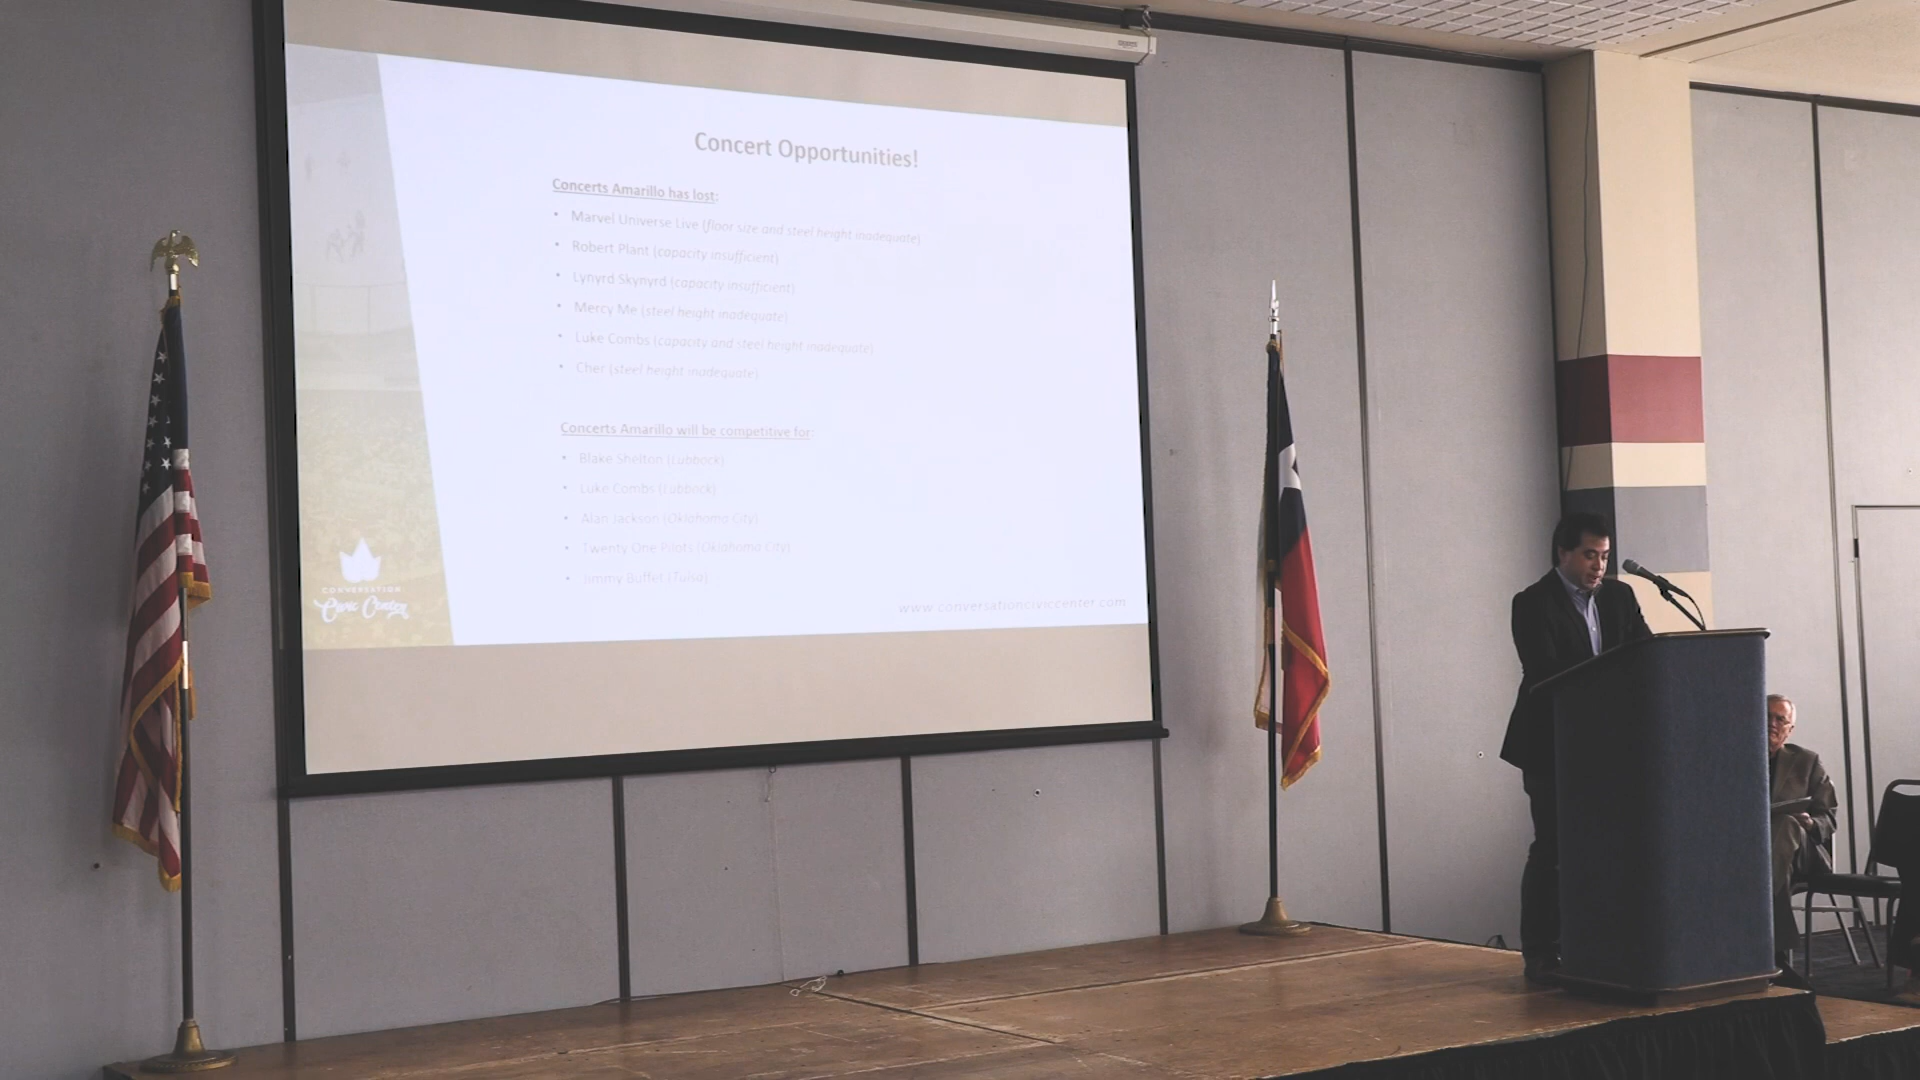 Concert Opportunities!
Concerts Amarillo has lost:
• Marvel Universe Live (floor size and steel height inadequate)
• Robert Plant (capacity insufficient)
• Lynyrd Skynyrd (capacity insufficient)
• Mercy Me (steel height inadequate)
• Luke Combs (capacity and steel height inadequate)
• Cher (steel height inadequate)
Concerts Amarillo will be competitive for:
• Blake Shelton (Lubbock)
• Luke Combs (Lubbock)
• Alan Jackson (Oklahoma City)
• Twenty One Pilots (Oklahoma City)
• Jimmy Buffet (Tulsa)
CONVERSATION
Civic Center
www.conversationciviccenter.com